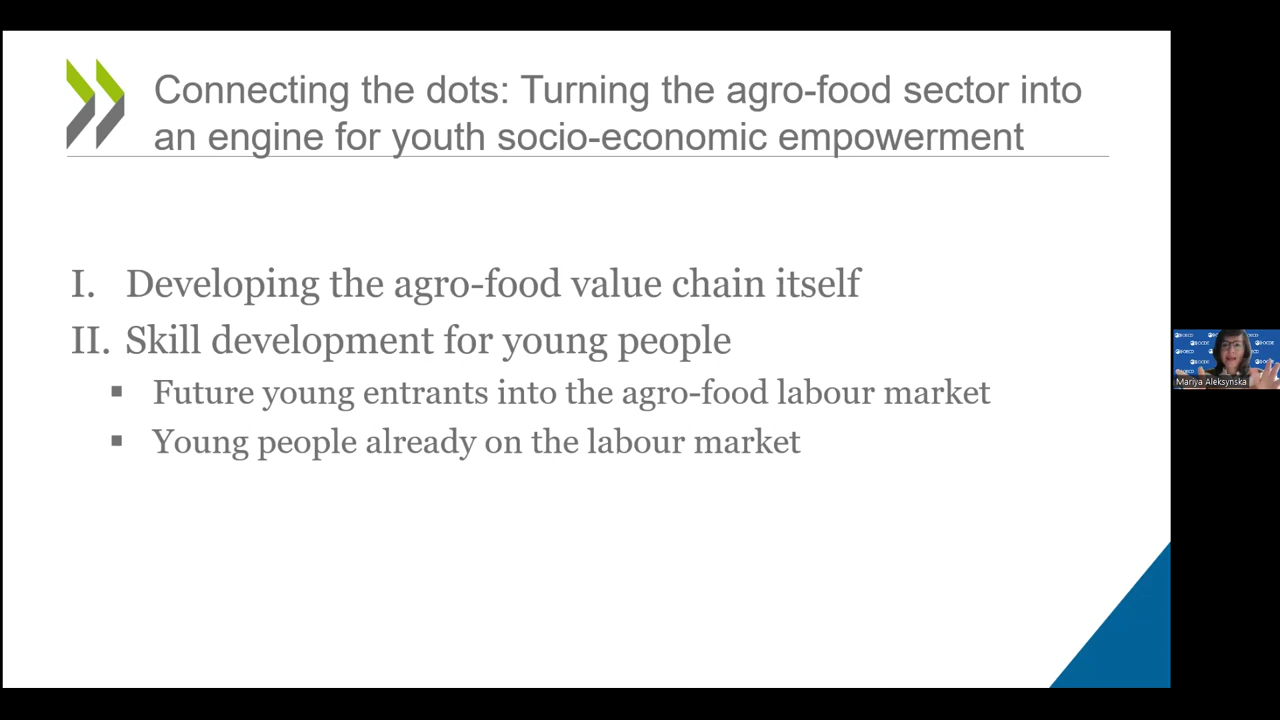 Connecting the dots: Turning the agro-food sector into
an engine for youth socio-economic empowerment
I. Developing the agro-food value chain itself
II. Skill development for young people
▪ Future young entrants into the agro-food labour market
▪ Young people already on the labour market
Mariya Aleksynska